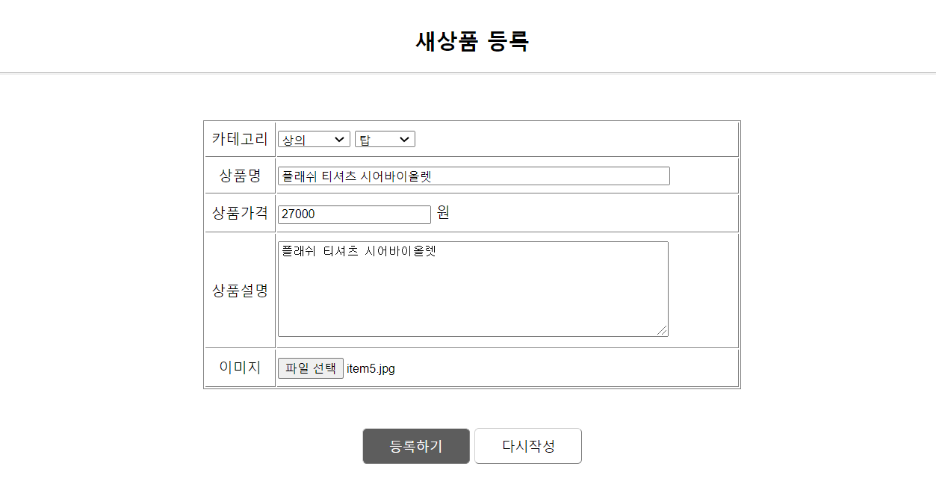 새상품 등록
카테고리 상의 탑
상품명 플래쉬 티셔츠 시어바이올렛
상품가격 27000 원
상품설명 플래쉬 티셔츠 시어바이올렛
이미지 파일 선택 item5.jpg
등록하기 다시작성